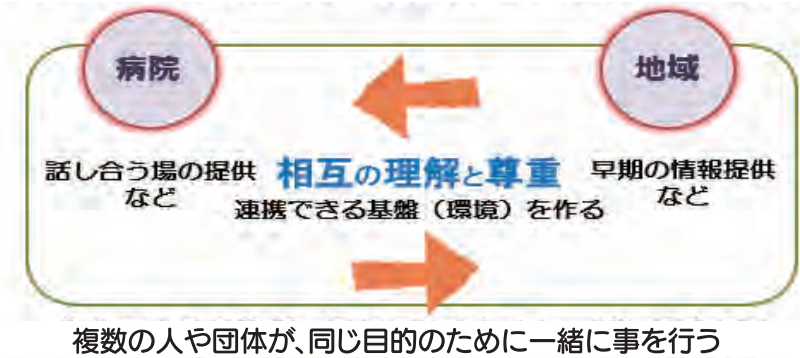 病院
地域
話し合う場の提供
など
相互の理解と尊重
連携できる基盤（環境）を作る
早期の情報提供
など
複数の人や団体が、同じ目的のために一緒に事を行う